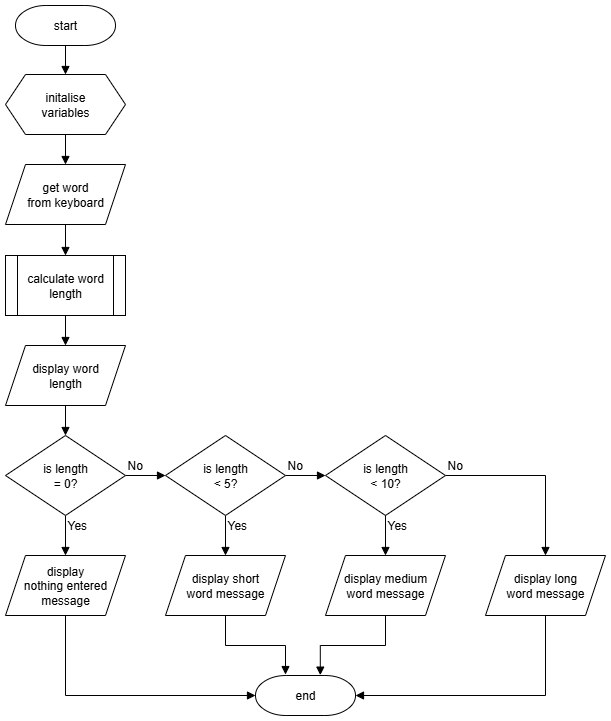 start
initalise
variables
get word
from keyboard
calculate word
length
display word
length
is length
= 0?
No
is length
< 5?
No
is length
< 10?
No
Yes
Yes
Yes
display
nothing entered
message
display short
word message
display medium
word message
display long
word message
end